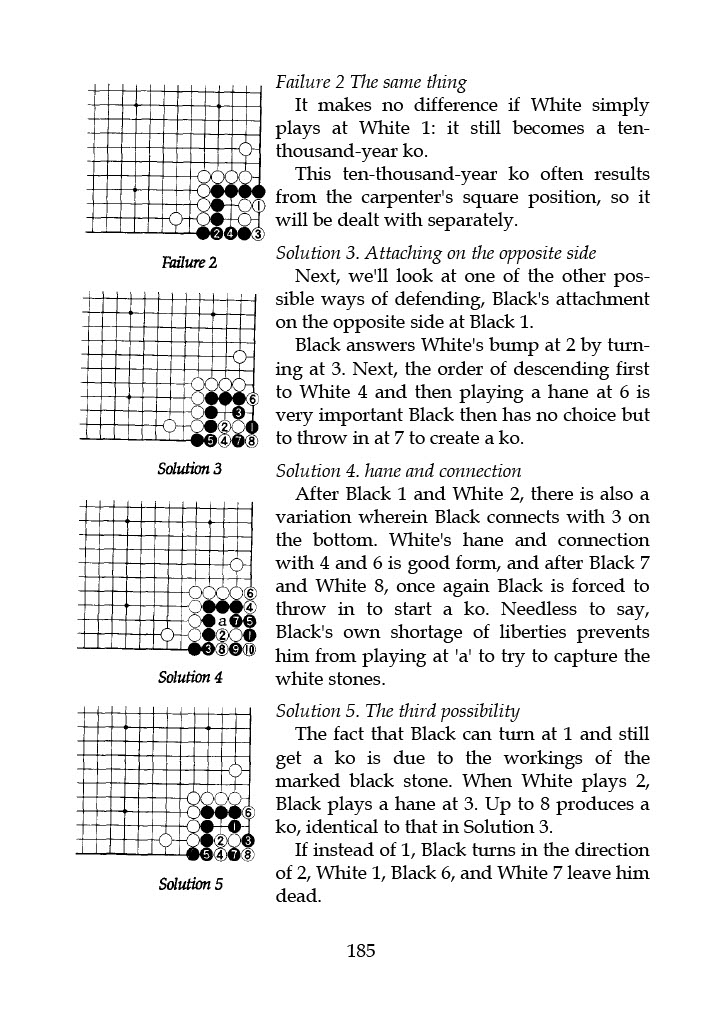 Failure 2 The same thing
It makes no difference if White simply
plays at White 1: it still becomes a ten-
thousand-year ko.
This ten-thousand-year ko often results
from the carpenter's square position, so it
will be dealt with separately.
1
2 4 3
Failure 2
Solution 3. Attaching on the opposite side
Next, we'll look at one of the other pos-
sible ways of defending, Black's attachment
on the opposite side at Black 1.
Black answers White's bump at 2 by turn-
ing at 3. Next, the order of descending first
to White 4 and then playing a hane at 6 is
very important Black then has no choice but
to throw in at 7 to create a ko.
6
3
2 1
5 4 7 8
Solution 3
Solution 4. hane and connection
After Black 1 and White 2, there is also a
variation wherein Black connects with 3 on
the bottom. White's hane and connection
with 4 and 6 is good form, and after Black 7
and White 8, once again Black is forced to
throw in to start a ko. Needless to say,
Black's own shortage of liberties prevents
him from playing at 'a' to try to capture the
white stones.
6
4
a 7 5
2 1
3 8 9 10
Solution 4
Solution 5. The third possibility
The fact that Black can turn at 1 and still
get a ko is due to the workings of the
marked black stone. When White plays 2,
Black plays a hane at 3. Up to 8 produces a
ko, identical to that in Solution 3.
If instead of 1, Black turns in the direction
of 2, White 1, Black 6, and White 7 leave him
dead.
6
1
2 3
5 4 7 8
Solution 5
185